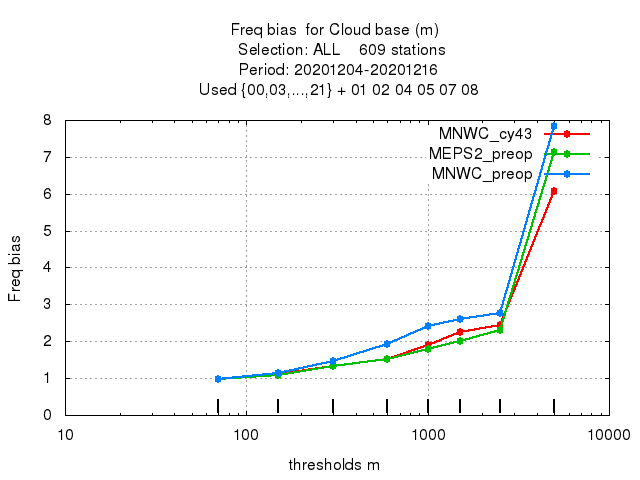 Freq bias  for Cloud base (m)
Selection: ALL    609 stations
Period: 20201204-20201216
Used {00,03,...,21} + 01 02 04 05 07 08
MNWC_cy43
MEPS2_preop
MNWC_preop
Freq bias
8
7
6
5
4
3
2
1
0
10 100 1000 10000
thresholds m